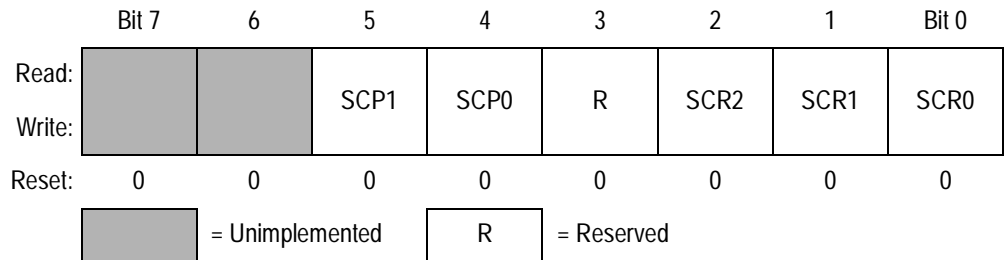 Bit 7 6 5 4 3 2 1 Bit 0
Read:
SCP1 SCP0 R SCR2 SCR1 SCR0
Write:
Reset: 0 0 0 0 0 0 0 0
= Unimplemented R = Reserved